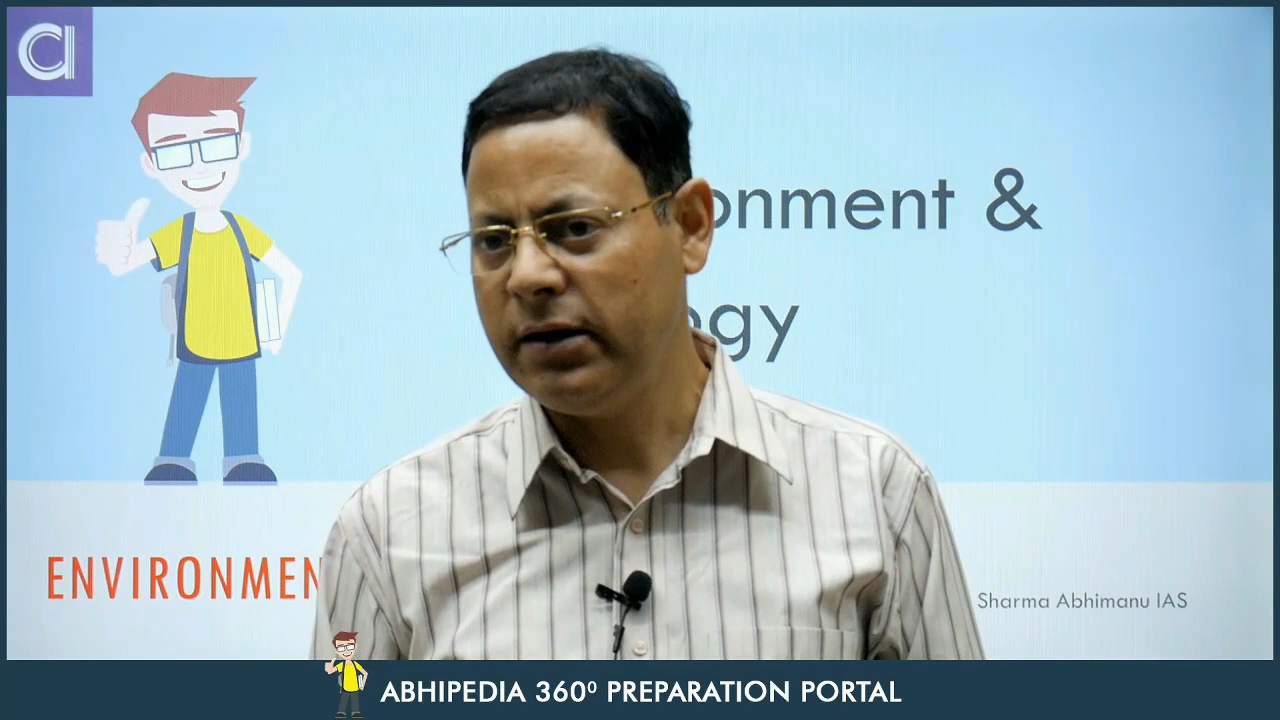 onment &
gy
ENVIRONMEN
Sharma Abhimanu IAS
ABHIPEDIA 360⁰ PREPARATION PORTAL